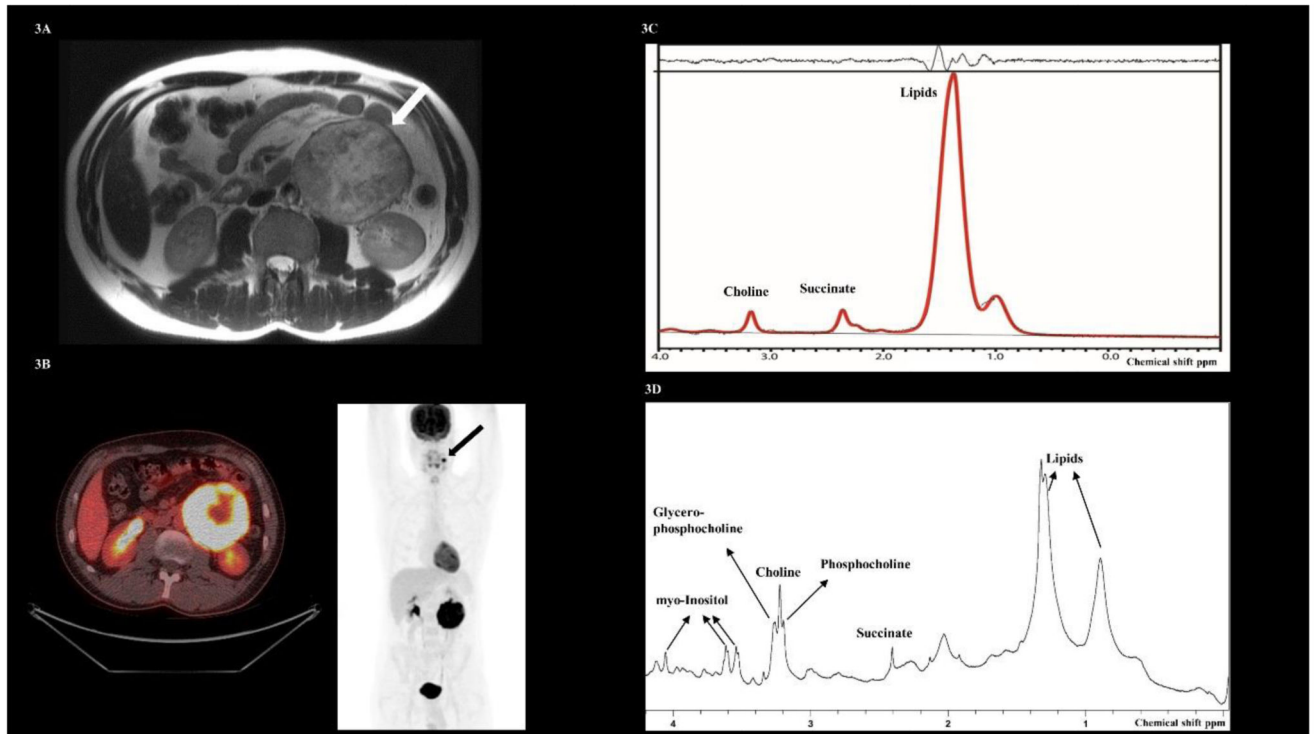 3A
3B
3C
Lipids
Choline
Succinate
4.0 3.0 2.0 1.0 0.0
Chemical shift ppm
3D
Lipids
Glycero-
phosphocholine
Choline
Phosphocholine
myo-Inositol
Succinate
4 3 2 1
Chemical shift ppm